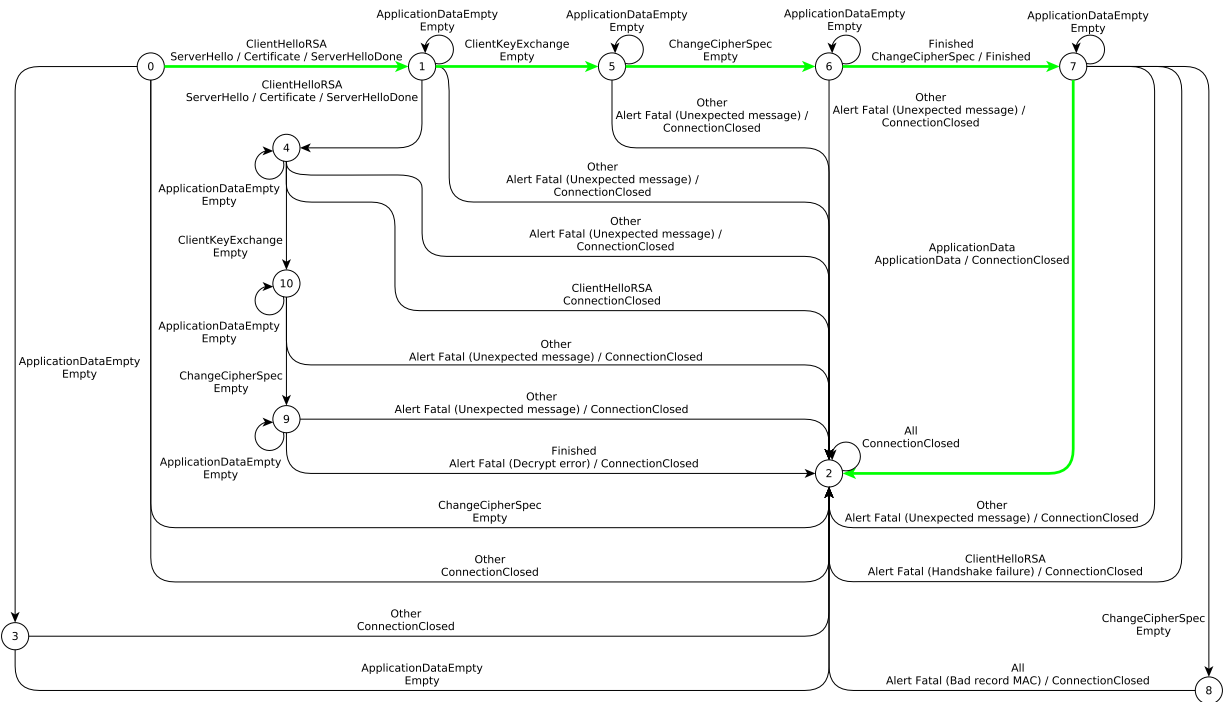 ApplicationDataEmpty
Empty
ApplicationDataEmpty
Empty
ApplicationDataEmpty
Empty
ApplicationDataEmpty
Empty
ClientHelloRSA
ServerHello / Certificate / ServerHelloDone
ClientKeyExchange
Empty
ChangeCipherSpec
Empty
Finished
ChangeCipherSpec / Finished
0
1
5
6
7
ClientHelloRSA
ServerHello / Certificate / ServerHelloDone
Other
Alert Fatal (Unexpected message) /
ConnectionClosed
Other
Alert Fatal (Unexpected message) /
ConnectionClosed
4
ApplicationDataEmpty
Empty
Other
Alert Fatal (Unexpected message) /
ConnectionClosed
Other
Alert Fatal (Unexpected message) /
ConnectionClosed
ClientKeyExchange
Empty
ApplicationData
ApplicationData / ConnectionClosed
10
ClientHelloRSA
ConnectionClosed
ApplicationDataEmpty
Empty
Other
Alert Fatal (Unexpected message) / ConnectionClosed
ApplicationDataEmpty
Empty
ChangeCipherSpec
Empty
Other
Alert Fatal (Unexpected message) / ConnectionClosed
9
All
ConnectionClosed
ApplicationDataEmpty
Empty
Finished
Alert Fatal (Decrypt error) / ConnectionClosed
2
ChangeCipherSpec
Empty
Other
Alert Fatal (Unexpected message) / ConnectionClosed
Other
ConnectionClosed
ClientHelloRSA
Alert Fatal (Handshake failure) / ConnectionClosed
3
Other
ConnectionClosed
ChangeCipherSpec
Empty
ApplicationDataEmpty
Empty
All
Alert Fatal (Bad record MAC) / ConnectionClosed
8